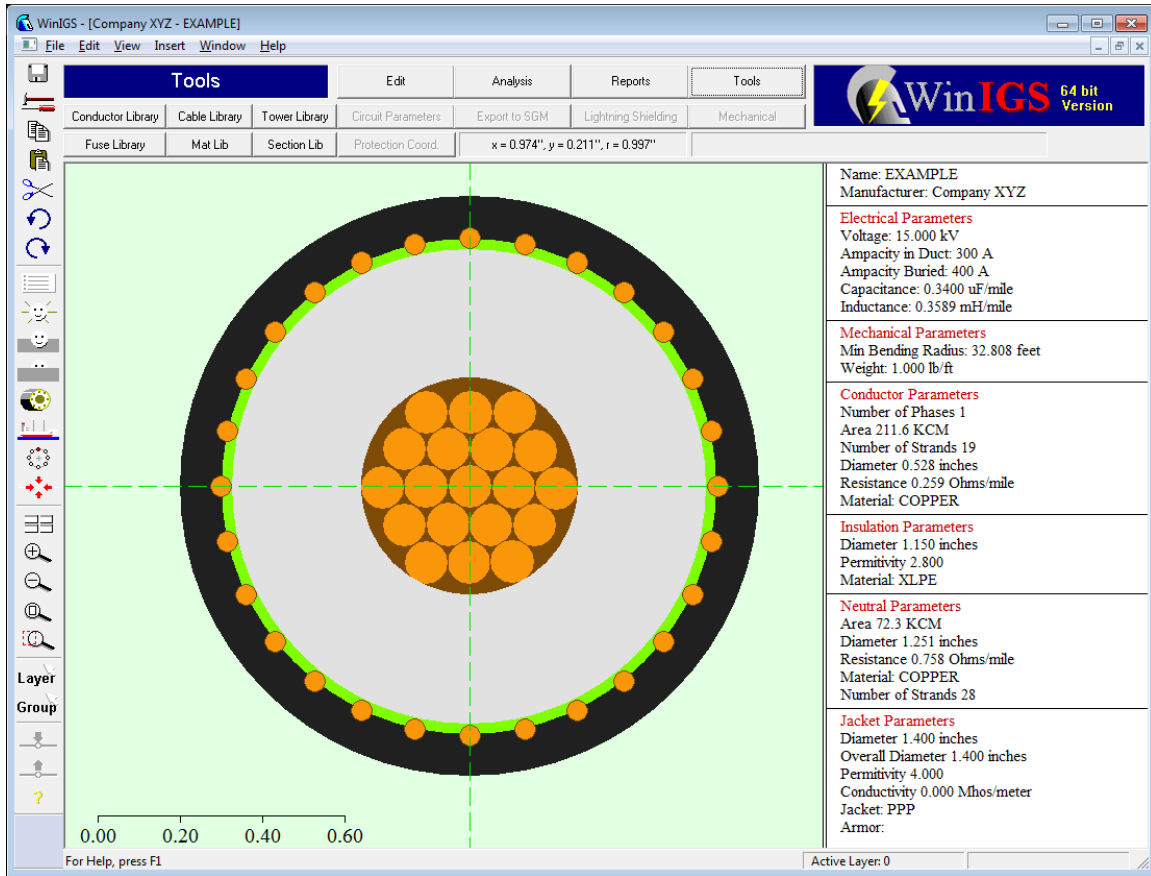 WinIGS - [Company XYZ - EXAMPLE]
File Edit View Insert Window Help
Tools Edit Analysis Reports Tools
WinIGS 64 bit Version
Conductor Library Cable Library Tower Library Circuit Parameters Export to SGM Lightning Shielding Mechanical
Fuse Library Mat Lib Section Lib Protection Coord. x = 0.974", y = 0.211", r = 0.997"
Name: EXAMPLE
Manufacturer: Company XYZ
Electrical Parameters
Voltage: 15.000 kV
Ampacity in Duct: 300 A
Ampacity Buried: 400 A
Capacitance: 0.3400 uF/mile
Inductance: 0.3589 mH/mile
Mechanical Parameters
Min Bending Radius: 32.808 feet
Weight: 1.000 lb/ft
Conductor Parameters
Number of Phases 1
Area 211.6 KCM
Number of Strands 19
Diameter 0.528 inches
Resistance 0.259 Ohms/mile
Material: COPPER
Insulation Parameters
Diameter 1.150 inches
Permitivity 2.800
Material: XLPE
Neutral Parameters
Area 72.3 KCM
Diameter 1.251 inches
Resistance 0.758 Ohms/mile
Material: COPPER
Number of Strands 28
Jacket Parameters
Diameter 1.400 inches
Overall Diameter 1.400 inches
Permitivity 4.000
Conductivity 0.000 Mhos/meter
Jacket: PPP
Armor:
Layer
Group
?
0.00 0.20 0.40 0.60
For Help, press F1
Active Layer: 0